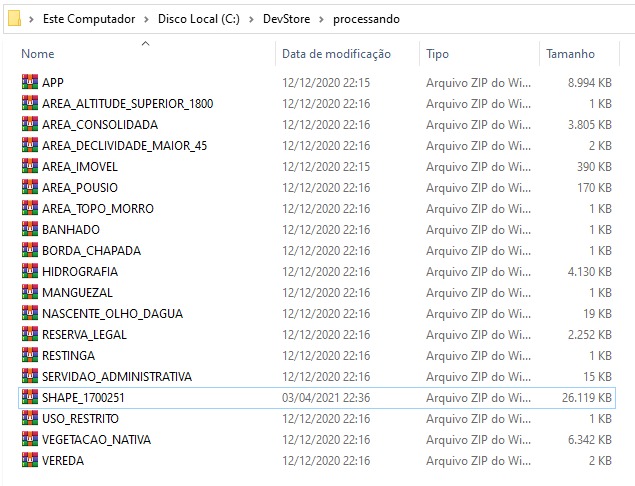 Este Computador > Disco Local (C:) > DevStore > processando
Nome Data de modificação Tipo Tamanho
APP 12/12/2020 22:15 Arquivo ZIP do Wi... 8.994 KB
AREA_ALTITUDE_SUPERIOR_1800 12/12/2020 22:16 Arquivo ZIP do Wi... 1 KB
AREA_CONSOLIDADA 12/12/2020 22:16 Arquivo ZIP do Wi... 3.805 KB
AREA_DECLIVIDADE_MAIOR_45 12/12/2020 22:16 Arquivo ZIP do Wi... 2 KB
AREA_IMOVEL 12/12/2020 22:15 Arquivo ZIP do Wi... 390 KB
AREA_POUSIO 12/12/2020 22:16 Arquivo ZIP do Wi... 170 KB
AREA_TOPO_MORRO 12/12/2020 22:16 Arquivo ZIP do Wi... 1 KB
BANHADO 12/12/2020 22:16 Arquivo ZIP do Wi... 1 KB
BORDA_CHAPADA 12/12/2020 22:16 Arquivo ZIP do Wi... 1 KB
HIDROGRAFIA 12/12/2020 22:16 Arquivo ZIP do Wi... 4.130 KB
MANGUEZAL 12/12/2020 22:16 Arquivo ZIP do Wi... 1 KB
NASCENTE_OLHO_DAGUA 12/12/2020 22:16 Arquivo ZIP do Wi... 19 KB
RESERVA_LEGAL 12/12/2020 22:16 Arquivo ZIP do Wi... 2.252 KB
RESTINGA 12/12/2020 22:16 Arquivo ZIP do Wi... 1 KB
SERVIDAO_ADMINISTRATIVA 12/12/2020 22:16 Arquivo ZIP do Wi... 15 KB
SHAPE_1700251 03/04/2021 22:36 Arquivo ZIP do Wi... 26.119 KB
USO_RESTRITO 12/12/2020 22:16 Arquivo ZIP do Wi... 1 KB
VEGETACAO_NATIVA 12/12/2020 22:16 Arquivo ZIP do Wi... 6.342 KB
VEREDA 12/12/2020 22:16 Arquivo ZIP do Wi... 1 KB